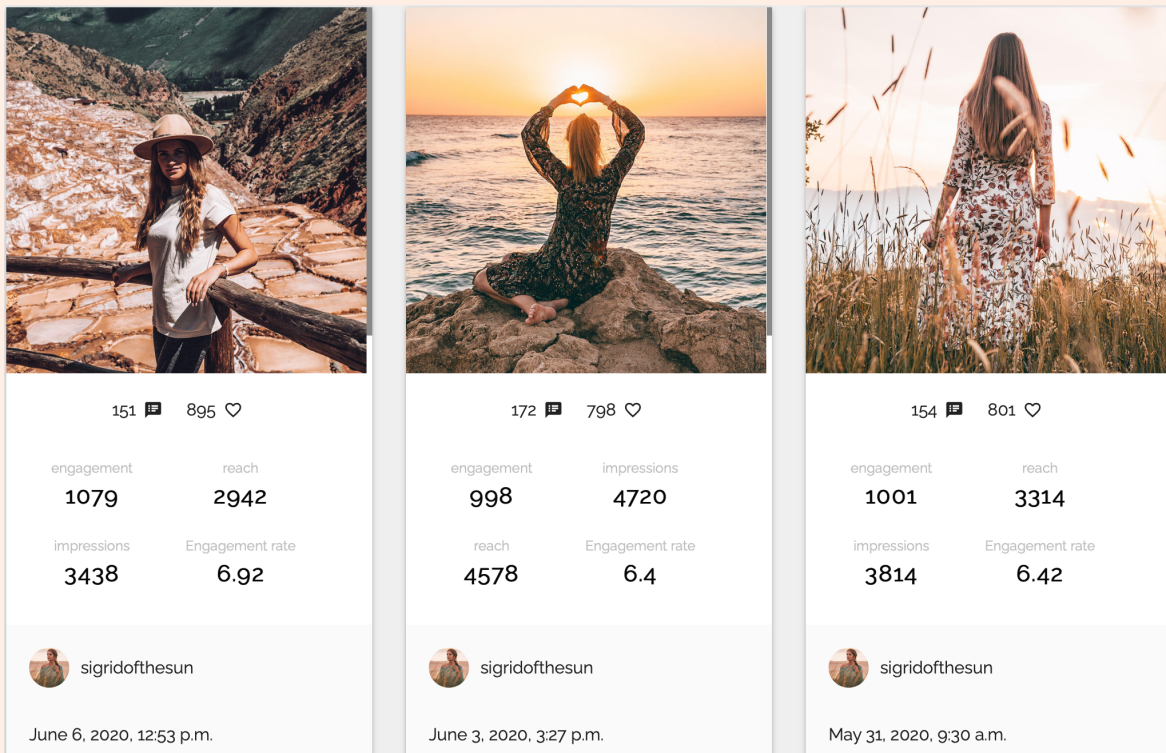 151 895
engagement reach
1079 2942
impressions Engagement rate
3438 6.92
sigridofthesun
June 6, 2020, 12:53 p.m.
172 798
engagement impressions
998 4720
reach Engagement rate
4578 6.4
sigridofthesun
June 3, 2020, 3:27 p.m.
154 801
engagement reach
1001 3314
impressions Engagement rate
3814 6.42
sigridofthesun
May 31, 2020, 9:30 a.m.